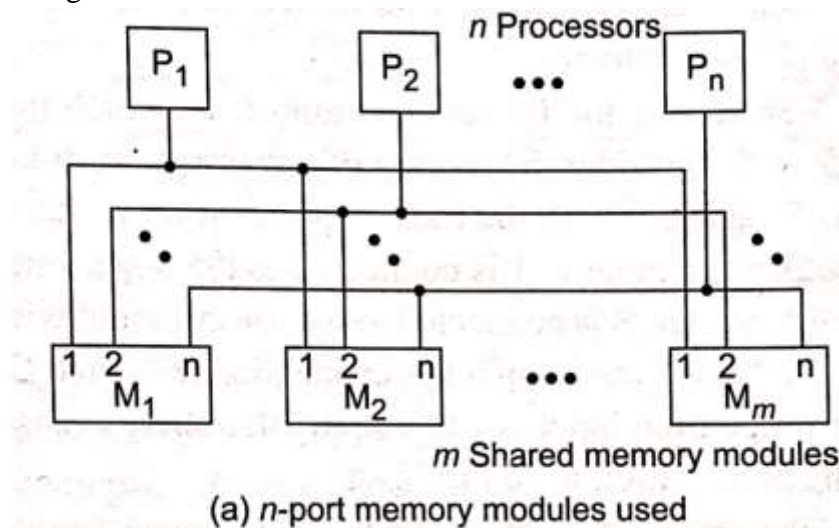 n Processors
P1 P2 ••• Pn
1 2 n 1 2 n 1 2 n
M1 M2 ••• Mm
m Shared memory modules
(a) n-port memory modules used